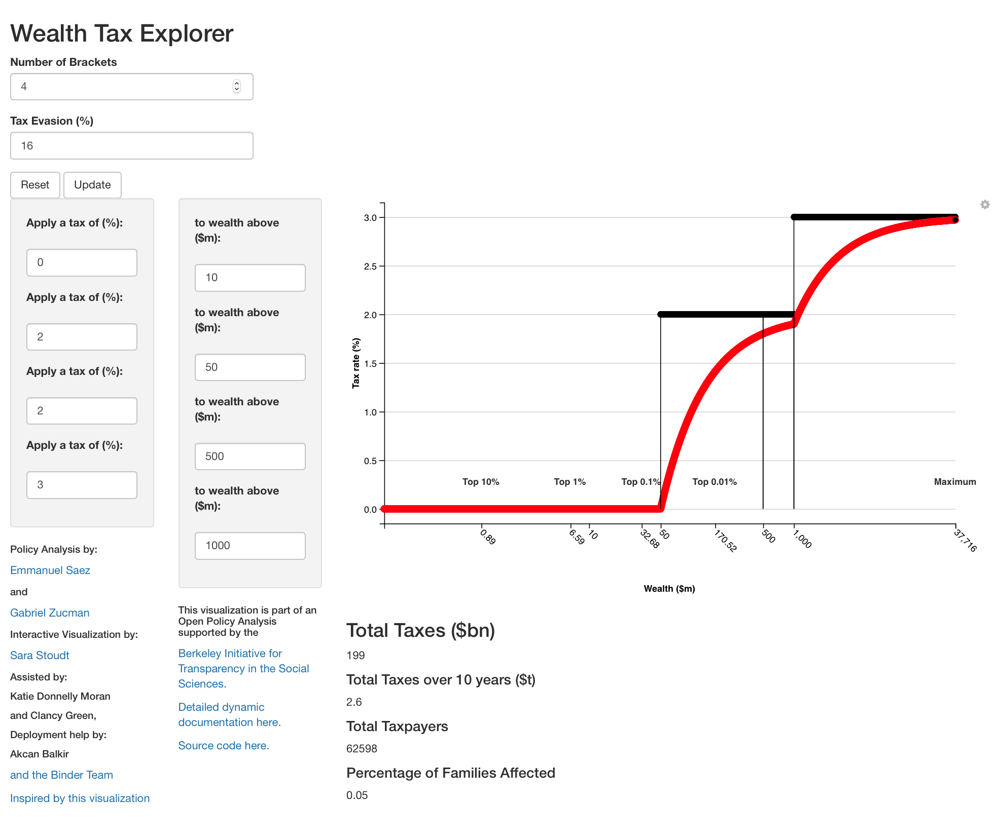 Wealth Tax Explorer
Number of Brackets
4
Tax Evasion (%)
16
Reset
Update
Apply a tax of (%):
0
Apply a tax of (%):
2
Apply a tax of (%):
2
Apply a tax of (%):
3
to wealth above
($m):
10
to wealth above
($m):
50
to wealth above
($m):
500
to wealth above
($m):
1000
Policy Analysis by:
Emmanuel Saez
and
Gabriel Zucman
Interactive Visualization by:
Sara Stoudt
Assisted by:
Katie Donnelly Moran
and Clancy Green,
Deployment help by:
Akcan Balkir
and the Binder Team
Inspired by this visualization
This visualization is part of an
Open Policy Analysis
supported by the
Berkeley Initiative for
Transparency in the Social
Sciences.
Detailed dynamic
documentation here.
Source code here.
Tax rate (%)
3.0
2.5
2.0
1.5
1.0
0.5
0.0
Top 10%
Top 1%
Top 0.1%
Top 0.01%
Maximum
0.89
6.59
10
32.68
50
170.52
500
1,000
37,716
Wealth ($m)
Total Taxes ($bn)
199
Total Taxes over 10 years ($t)
2.6
Total Taxpayers
62598
Percentage of Families Affected
0.05